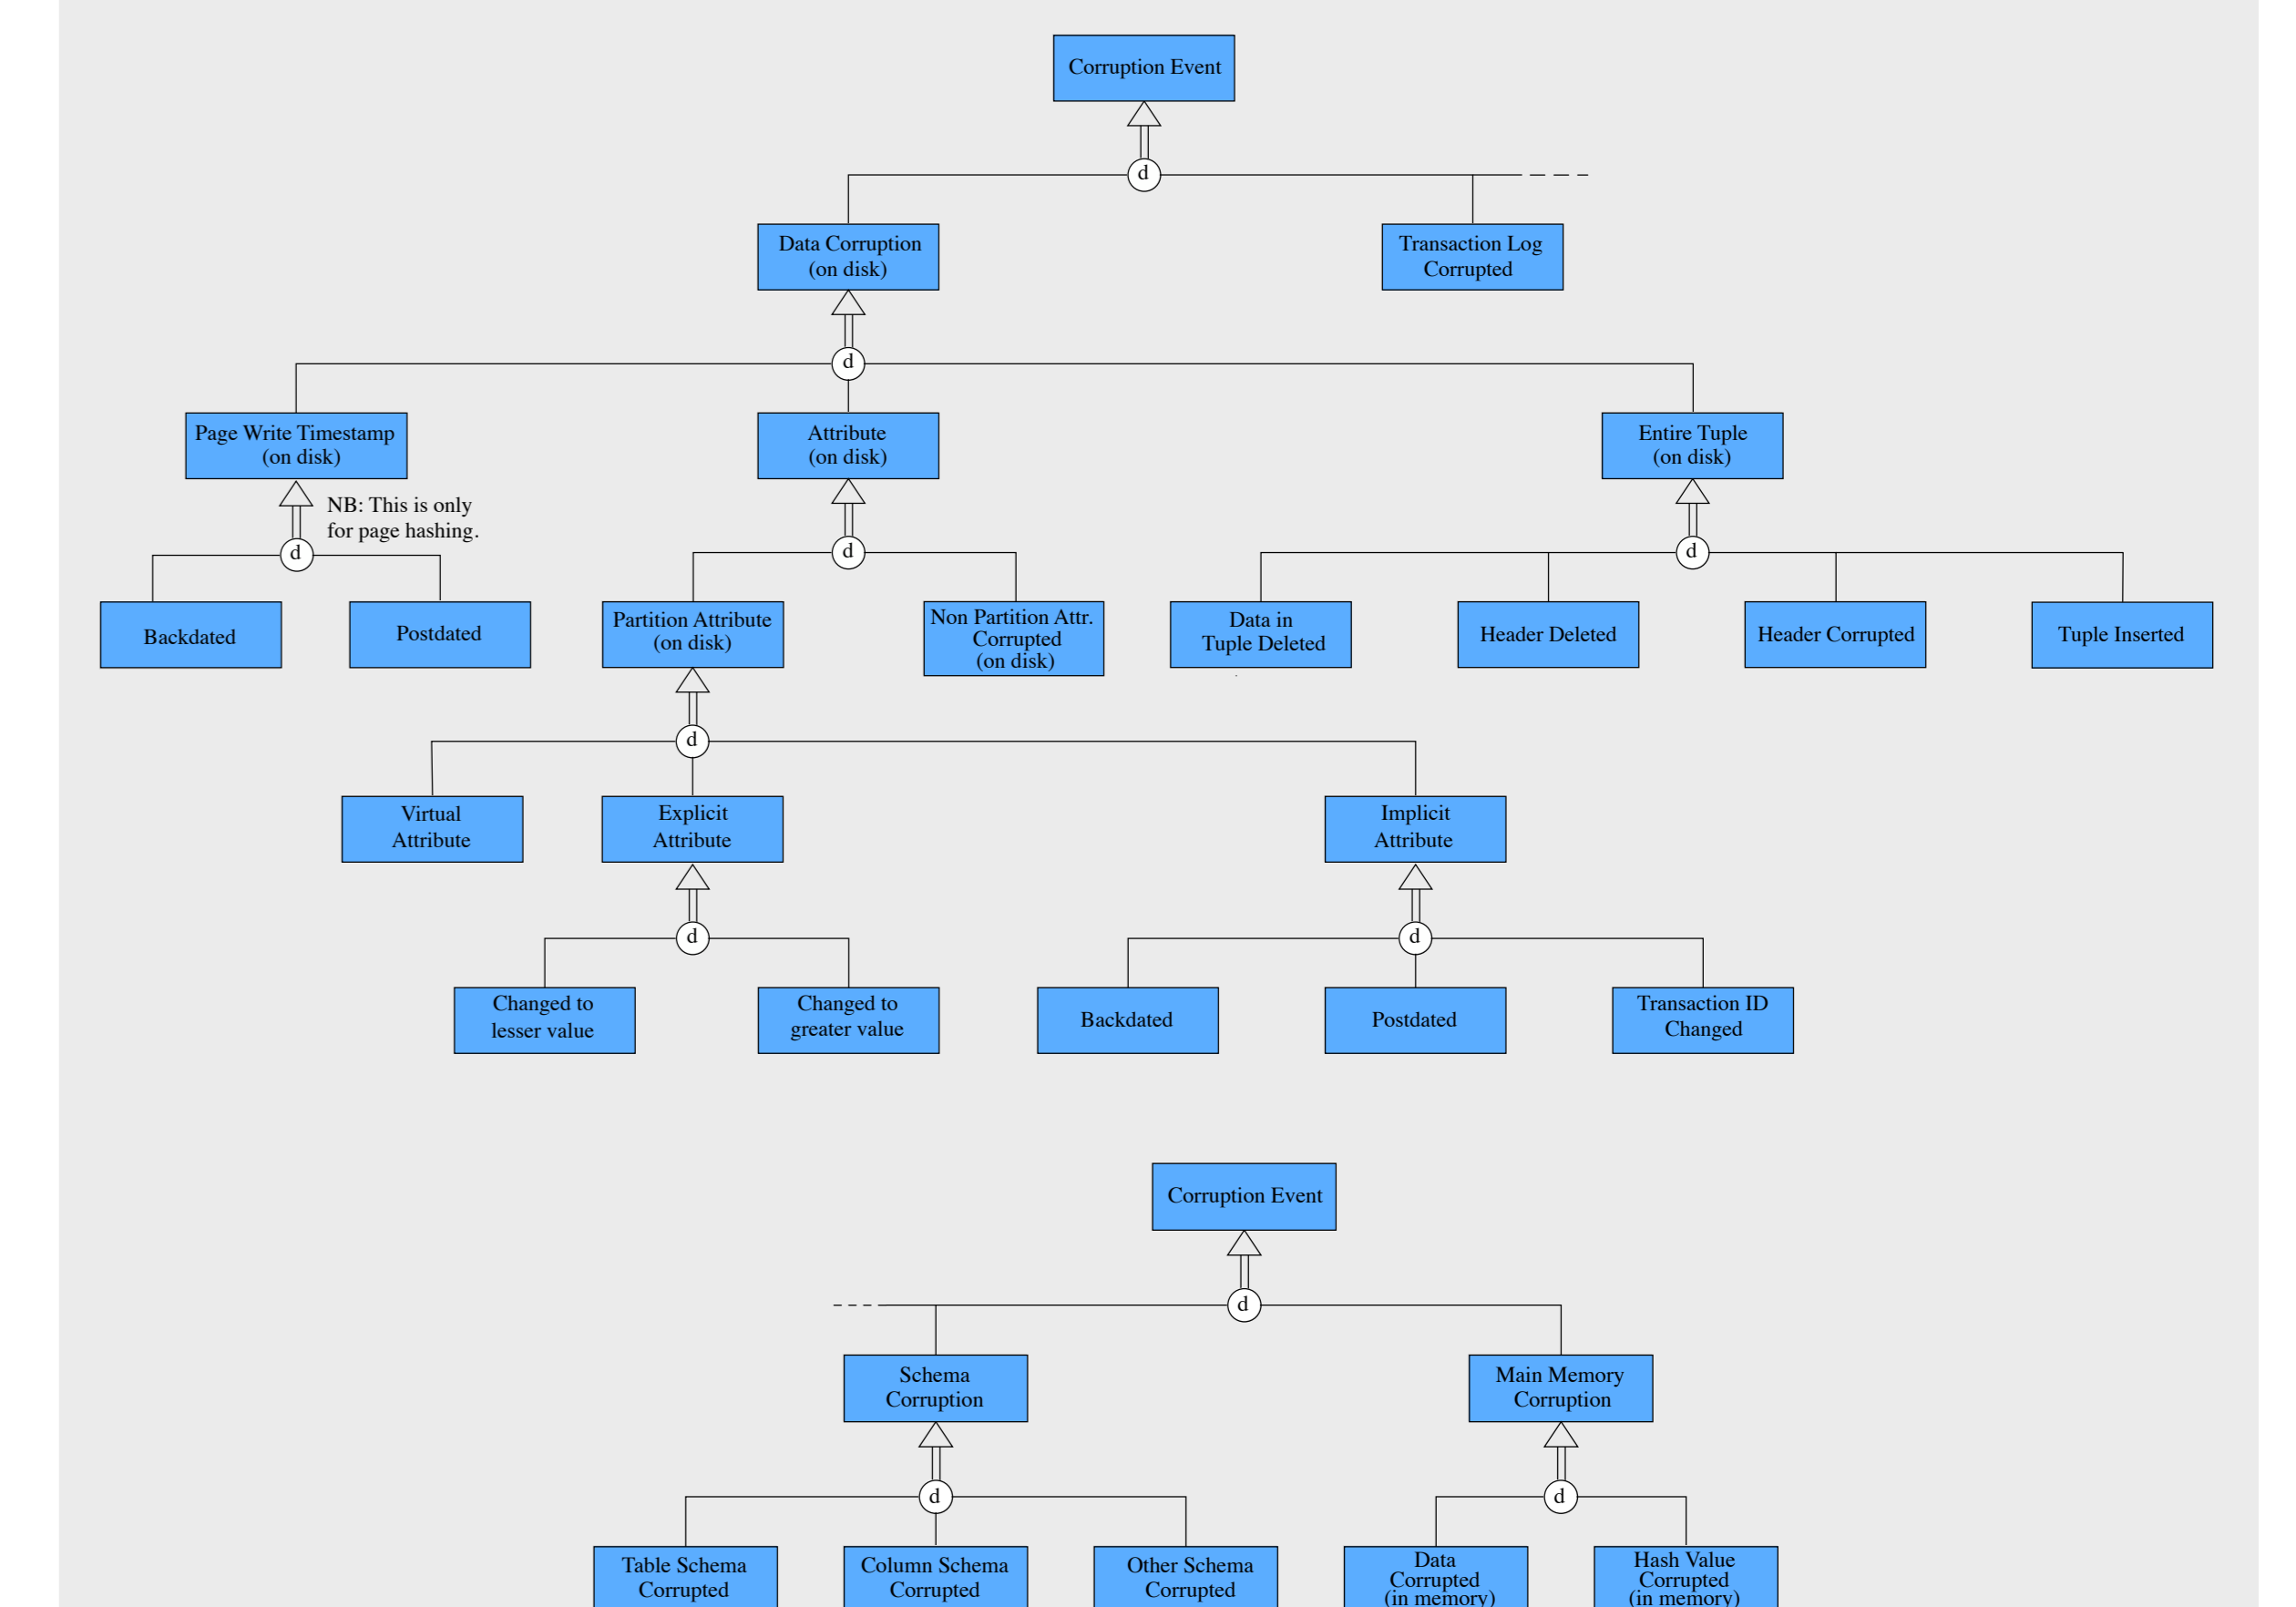 Corruption Event
d
Data Corruption
(on disk)
Transaction Log
Corrupted
d
Page Write Timestamp
(on disk)
Attribute
(on disk)
Entire Tuple
(on disk)
NB: This is only
for page hashing.
d
d
d
Backdated
Postdated
Partition Attribute
(on disk)
Non Partition Attr.
Corrupted
(on disk)
Data in
Tuple Deleted
Header Deleted
Header Corrupted
Tuple Inserted
d
Virtual
Attribute
Explicit
Attribute
Implicit
Attribute
d
d
Changed to
lesser value
Changed to
greater value
Backdated
Postdated
Transaction ID
Changed
Corruption Event
d
Schema
Corruption
Main Memory
Corruption
d
d
Table Schema
Corrupted
Column Schema
Corrupted
Other Schema
Corrupted
Data
Corrupted
(in memory)
Hash Value
Corrupted
(in memory)